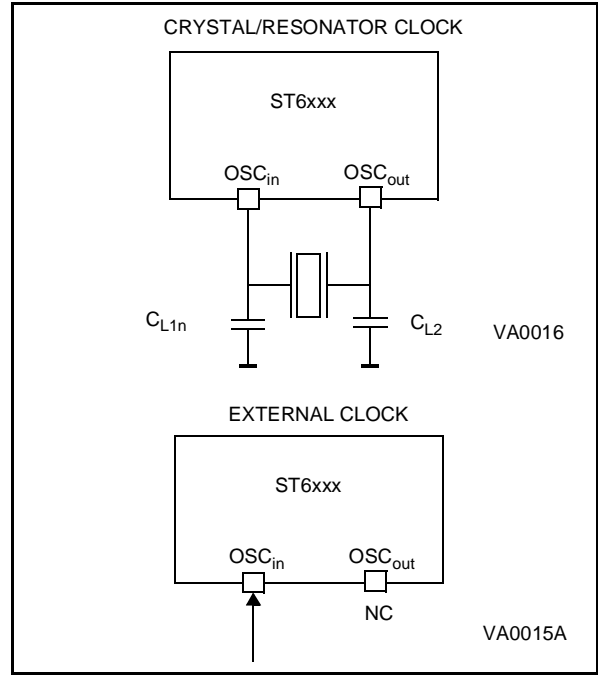 CRYSTAL/RESONATOR CLOCK
ST6xxx
OSCin OSCout
CL1n CL2 VA0016
EXTERNAL CLOCK
ST6xxx
OSCin OSCout
NC
VA0015A